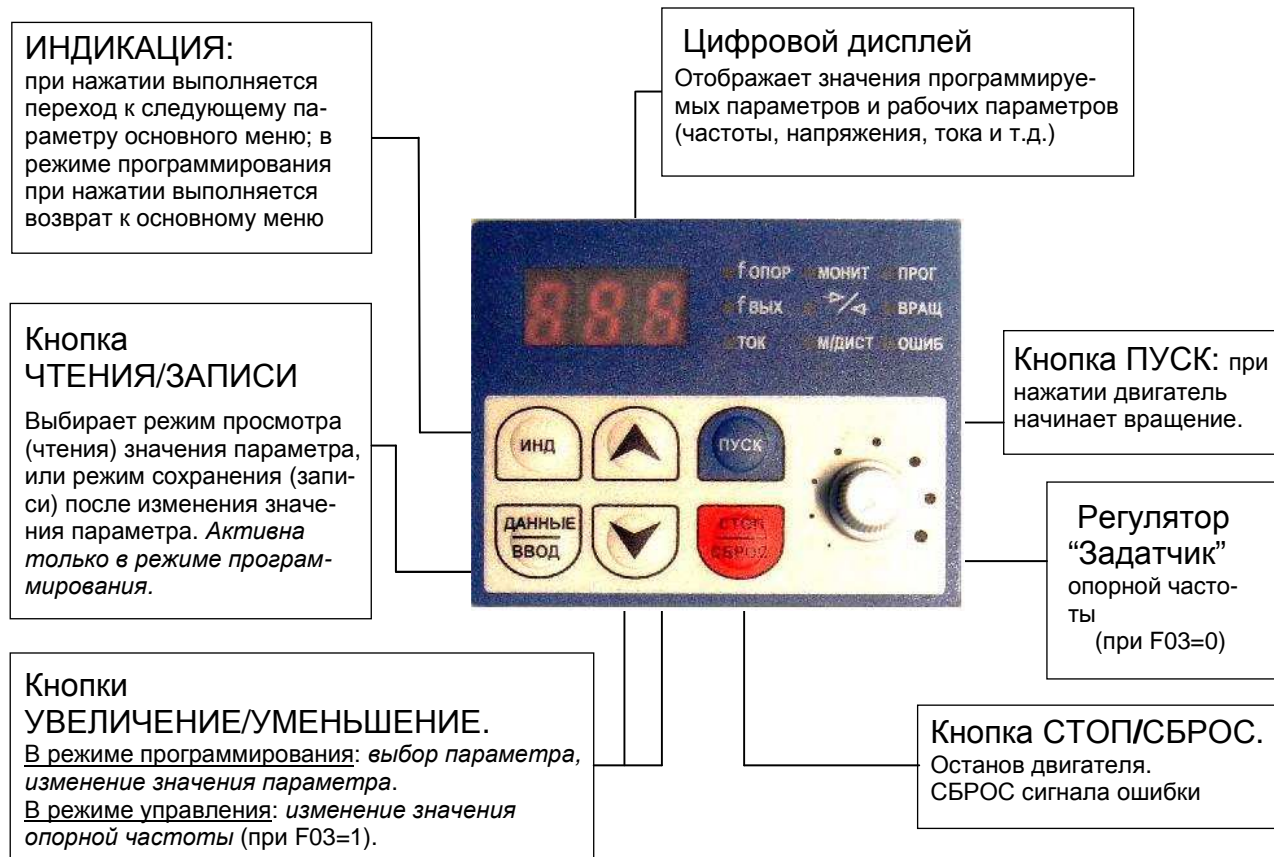 ИНДИКАЦИЯ:
при нажатии выполняется
переход к следующему па-
раметру основного меню; в
режиме программирования
при нажатии выполняется
возврат к основному меню
Цифровой дисплей
Отображает значения программируе-
мых параметров и рабочих параметров
(частоты, напряжения, тока и т.д.)
Кнопка
ЧТЕНИЯ/ЗАПИСИ
Выбирает режим просмотра
(чтения) значения параметра,
или режим сохранения (запи-
си) после изменения значе-
ния параметра. Активна
только в режиме програм-
мирования.
888
f ОПОР МОНИТ ПРОГ
f ВЫХ ВРАЩ
ТОК М/ДИСТ ОШИБ
ИНД
ПУСК
ДАННЫЕ
ВВОД
СТОП
СБРОС
Кнопка ПУСК: при
нажатии двигатель
начинает вращение.
Регулятор
“Задатчик”
опорной часто-
ты
(при F03=0)
Кнопки
УВЕЛИЧЕНИЕ/УМЕНЬШЕНИЕ.
В режиме программирования: выбор параметра,
изменение значения параметра.
В режиме управления: изменение значения
опорной частоты (при F03=1).
Кнопка СТОП/СБРОС.
Останов двигателя.
СБРОС сигнала ошибки